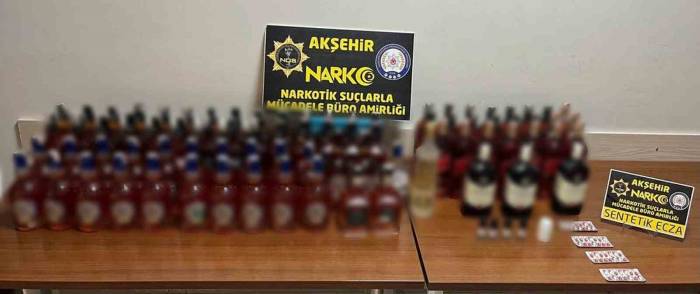 AKŞEHİR
NARKO
NARKOTİK SUÇLARLA
MÜCADELE BÜRO AMİRLİĞİ
AKŞEHİR
NARKO
NARKOTİK SUÇLARLA
MÜCADELE BÜRO AMİRLİĞİ
SENTETİK ECZA